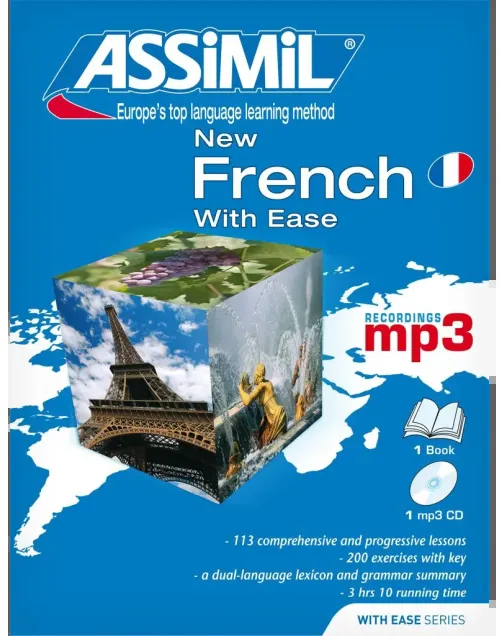 ASSiMiL®
Europe's top language learning method
New
French
With Ease
RECORDINGS
mp3
1 Book
1 mp3 CD
- 113 comprehensive and progressive lessons
- 200 exercises with key
- a dual-language lexicon and grammar summary
- 3 hrs 10 running time
WITH EASE SERIES